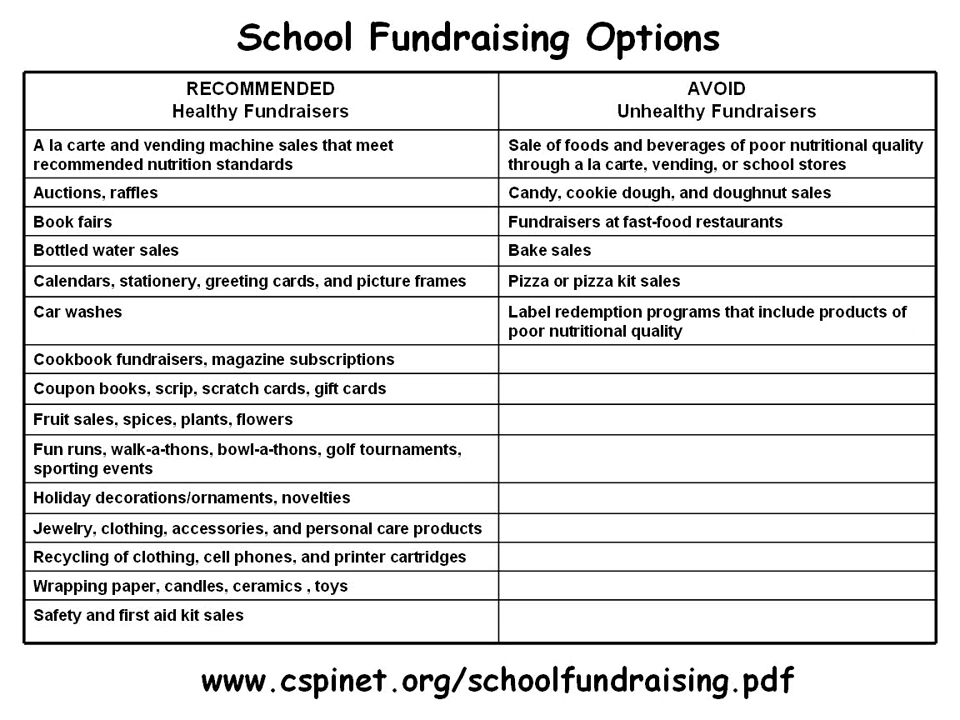 School Fundraising Options
RECOMMENDED
Healthy Fundraisers
AVOID
Unhealthy Fundraisers
A la carte and vending machine sales that meet
recommended nutrition standards
Sale of foods and beverages of poor nutritional quality
through a la carte, vending, or school stores
Auctions, raffles
Candy, cookie dough, and doughnut sales
Book fairs
Fundraisers at fast-food restaurants
Bottled water sales
Bake sales
Calendars, stationery, greeting cards, and picture frames
Pizza or pizza kit sales
Car washes
Label redemption programs that include products of
poor nutritional quality
Cookbook fundraisers, magazine subscriptions
Coupon books, scrip, scratch cards, gift cards
Fruit sales, spices, plants, flowers
Fun runs, walk-a-thons, bowl-a-thons, golf tournaments,
sporting events
Holiday decorations/ornaments, novelties
Jewelry, clothing, accessories, and personal care products
Recycling of clothing, cell phones, and printer cartridges
Wrapping paper, candles, ceramics , toys
Safety and first aid kit sales
www.cspinet.org/schoolfundraising.pdf